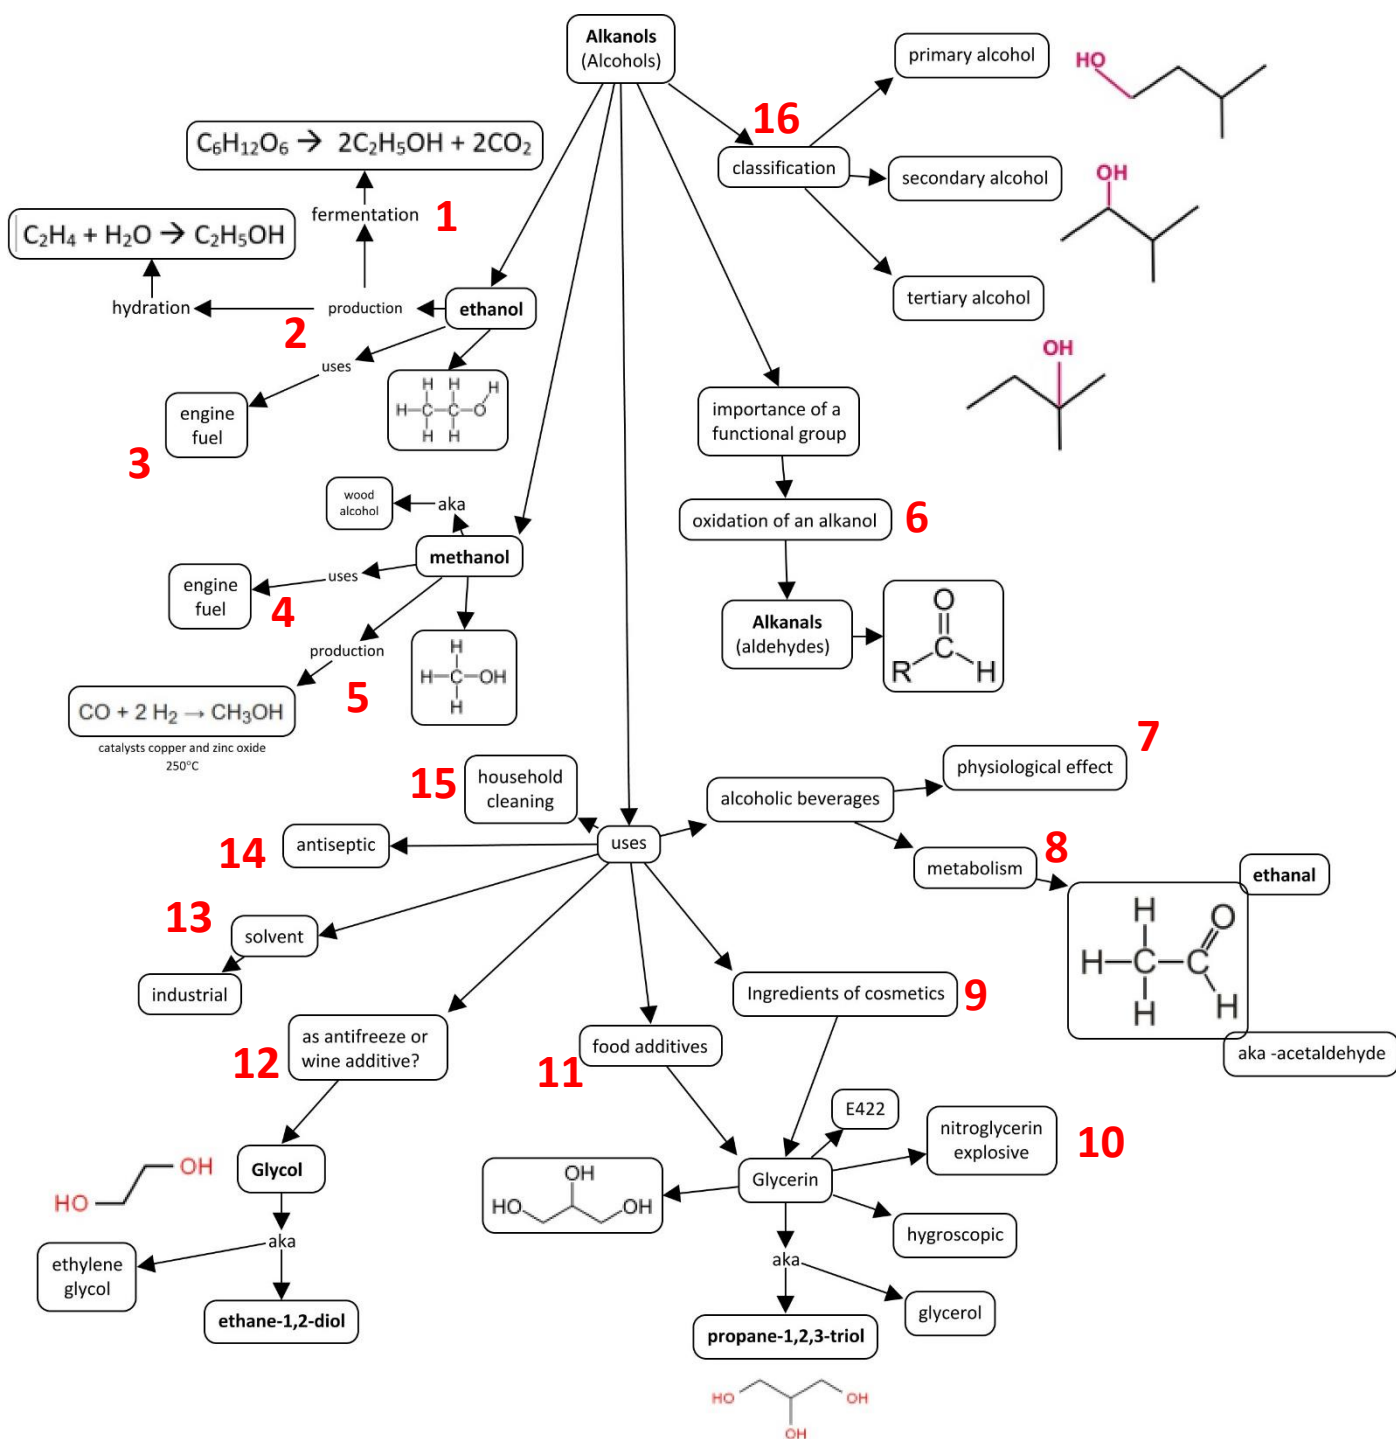 Alkanols
(Alcohols)
primary alcohol
HO
16
classification
secondary alcohol
OH
tertiary alcohol
OH
C₆H₁₂O₆ → 2C₂H₅OH + 2CO₂
fermentation
1
C₂H₄ + H₂O → C₂H₅OH
hydration
production
ethanol
2
uses
engine
fuel
3
H H H
H C C O
H H
importance of a
functional group
oxidation of an alkanol
6
Alkanals
(aldehydes)
O
C
R H
wood
alcohol
aka
methanol
uses
engine
fuel
4
production
5
H
H C OH
H
CO + 2 H₂ → CH₃OH
catalysts copper and zinc oxide
250°C
7
physiological effect
alcoholic beverages
household
cleaning
15
uses
antiseptic
14
metabolism
8
ethanal
H O
H C C
H H
aka -acetaldehyde
13
solvent
industrial
Ingredients of cosmetics
9
as antifreeze or
wine additive?
12
food additives
11
E422
nitroglycerin
explosive
10
Glycerin
OH
HO OH
hygroscopic
aka
glycerol
propane-1,2,3-triol
HO OH
OH
Glycol
OH
HO
aka
ethylene
glycol
ethane-1,2-diol